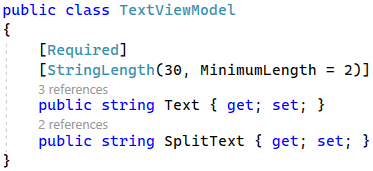 public class TextViewModel
{
[Required]
[StringLength(30, MinimumLength = 2)]
3 references
public string Text { get; set; }
2 references
public string SplitText { get; set; }
}